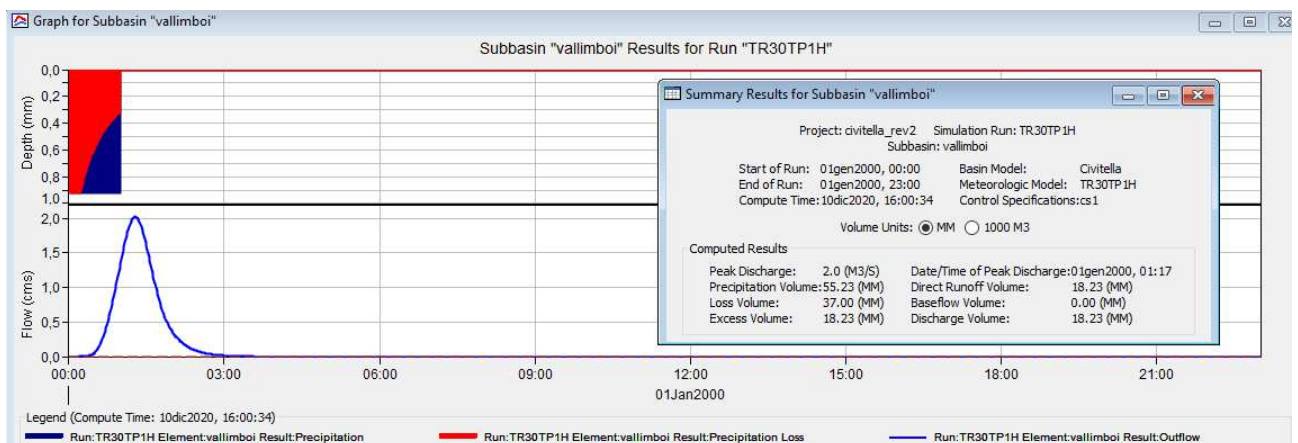 Graph for Subbasin "vallimboi"
Subbasin "vallimboi" Results for Run "TR30TP1H"
0,0
0,2
0,4
0,6
0,8
1,0
Depth (mm)
2,0
1,5
1,0
0,5
0,0
Flow (cms)
00:00 03:00 06:00 09:00 12:00 15:00 18:00 21:00
01Jan2000
Summary Results for Subbasin "vallimboi"
Project: civitella_rev2 Simulation Run: TR30TP1H
Subbasin: vallimboi
Start of Run: 01gen2000, 00:00 Basin Model: Civitella
End of Run: 01gen2000, 23:00 Meteorologic Model: TR30TP1H
Compute Time:10dic2020, 16:00:34 Control Specifications:cs1
Volume Units: MM 1000 M3
Computed Results
Peak Discharge: 2.0 (M3/S) Date/Time of Peak Discharge:01gen2000, 01:17
Precipitation Volume:55.23 (MM) Direct Runoff Volume: 18.23 (MM)
Loss Volume: 37.00 (MM) Baseflow Volume: 0.00 (MM)
Excess Volume: 18.23 (MM) Discharge Volume: 18.23 (MM)
Legend (Compute Time: 10dic2020, 16:00:34)
Run:TR30TP1H Element:vallimboi Result:Precipitation Run:TR30TP1H Element:vallimboi Result:Precipitation Loss Run:TR30TP1H Element:vallimboi Result:Outflow